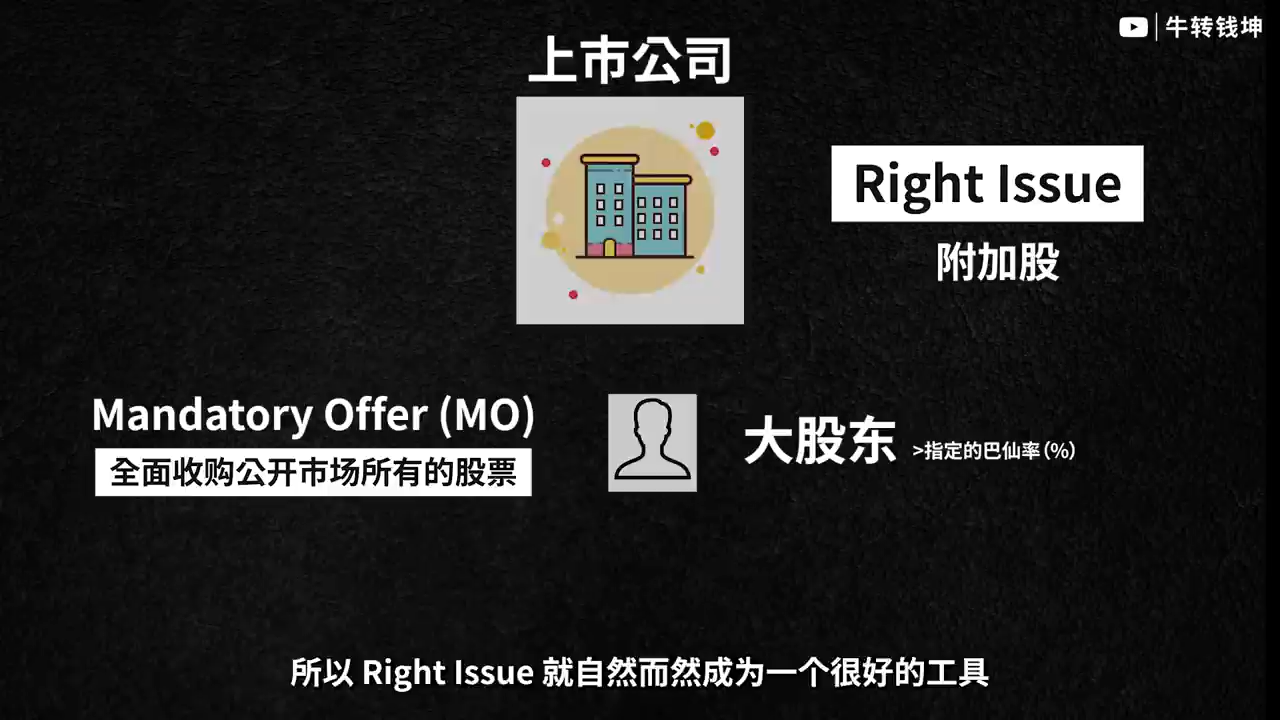 牛转钱坤
上市公司
Right Issue
附加股
Mandatory Offer (MO)
全面收购公开市场所有的股票
大股东 >指定的巴仙率(%)
所以 Right Issue 就自然而然成为一个很好的工具